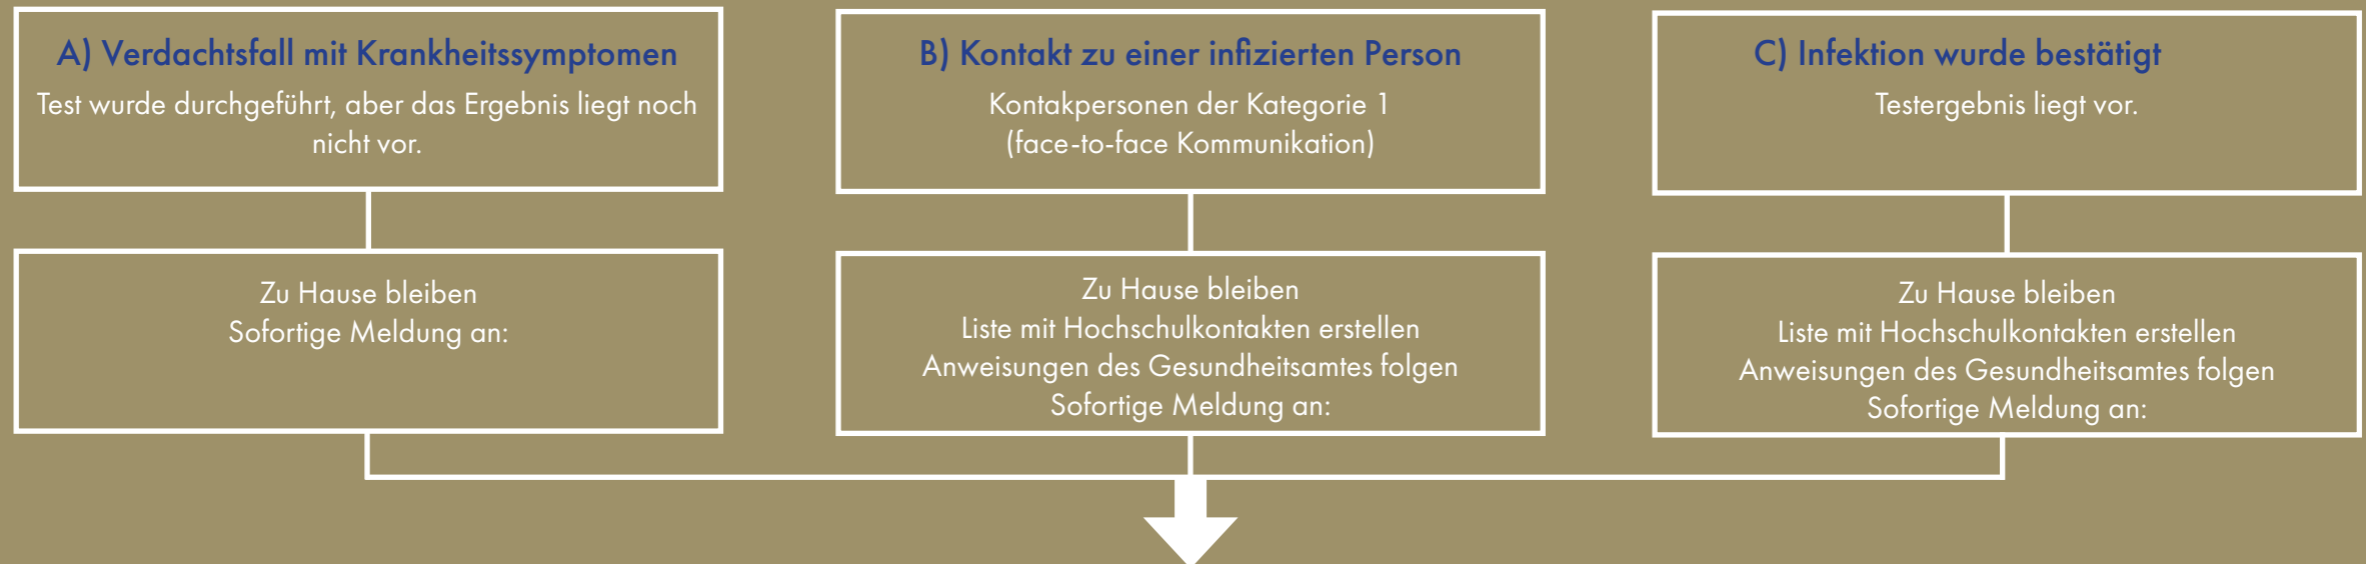 A) Verdachtsfall mit Krankheitssymptomen
Test wurde durchgeführt, aber das Ergebnis liegt noch
nicht vor.
Zu Hause bleiben
Sofortige Meldung an:
B) Kontakt zu einer infizierten Person
Kontakpersonen der Kategorie 1
(face-to-face Kommunikation)
Zu Hause bleiben
Liste mit Hochschulkontakten erstellen
Anweisungen des Gesundheitsamtes folgen
Sofortige Meldung an:
C) Infektion wurde bestätigt
Testergebnis liegt vor.
Zu Hause bleiben
Liste mit Hochschulkontakten erstellen
Anweisungen des Gesundheitsamtes folgen
Sofortige Meldung an: